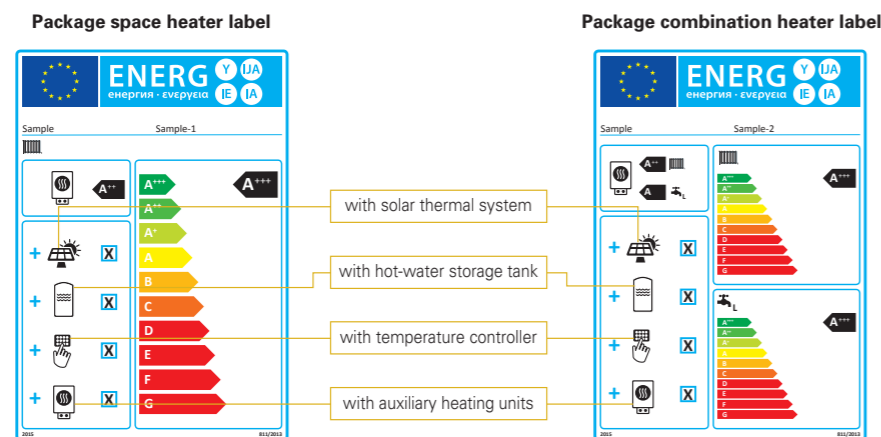 Package space heater label
Package combination heater label
ENERG Y IJA
енергия · ενεργεια IE IA
Sample Sample-1
A++
A+++
A+++
A++
A+
A
B
C
D
E
F
G
+ X
+ X
+ X
+ X
2015 811/2013
with solar thermal system
with hot-water storage tank
with temperature controller
with auxiliary heating units
ENERG Y IJA
енергия · ενεργεια IE IA
Sample Sample-2
A++
A L
+ X
+ X
+ X
+ X
A+++
A+++
A++
A+
A
B
C
D
E
F
G
L
A+++
A+++
A++
A+
A
B
C
D
E
F
G
2015 811/2013